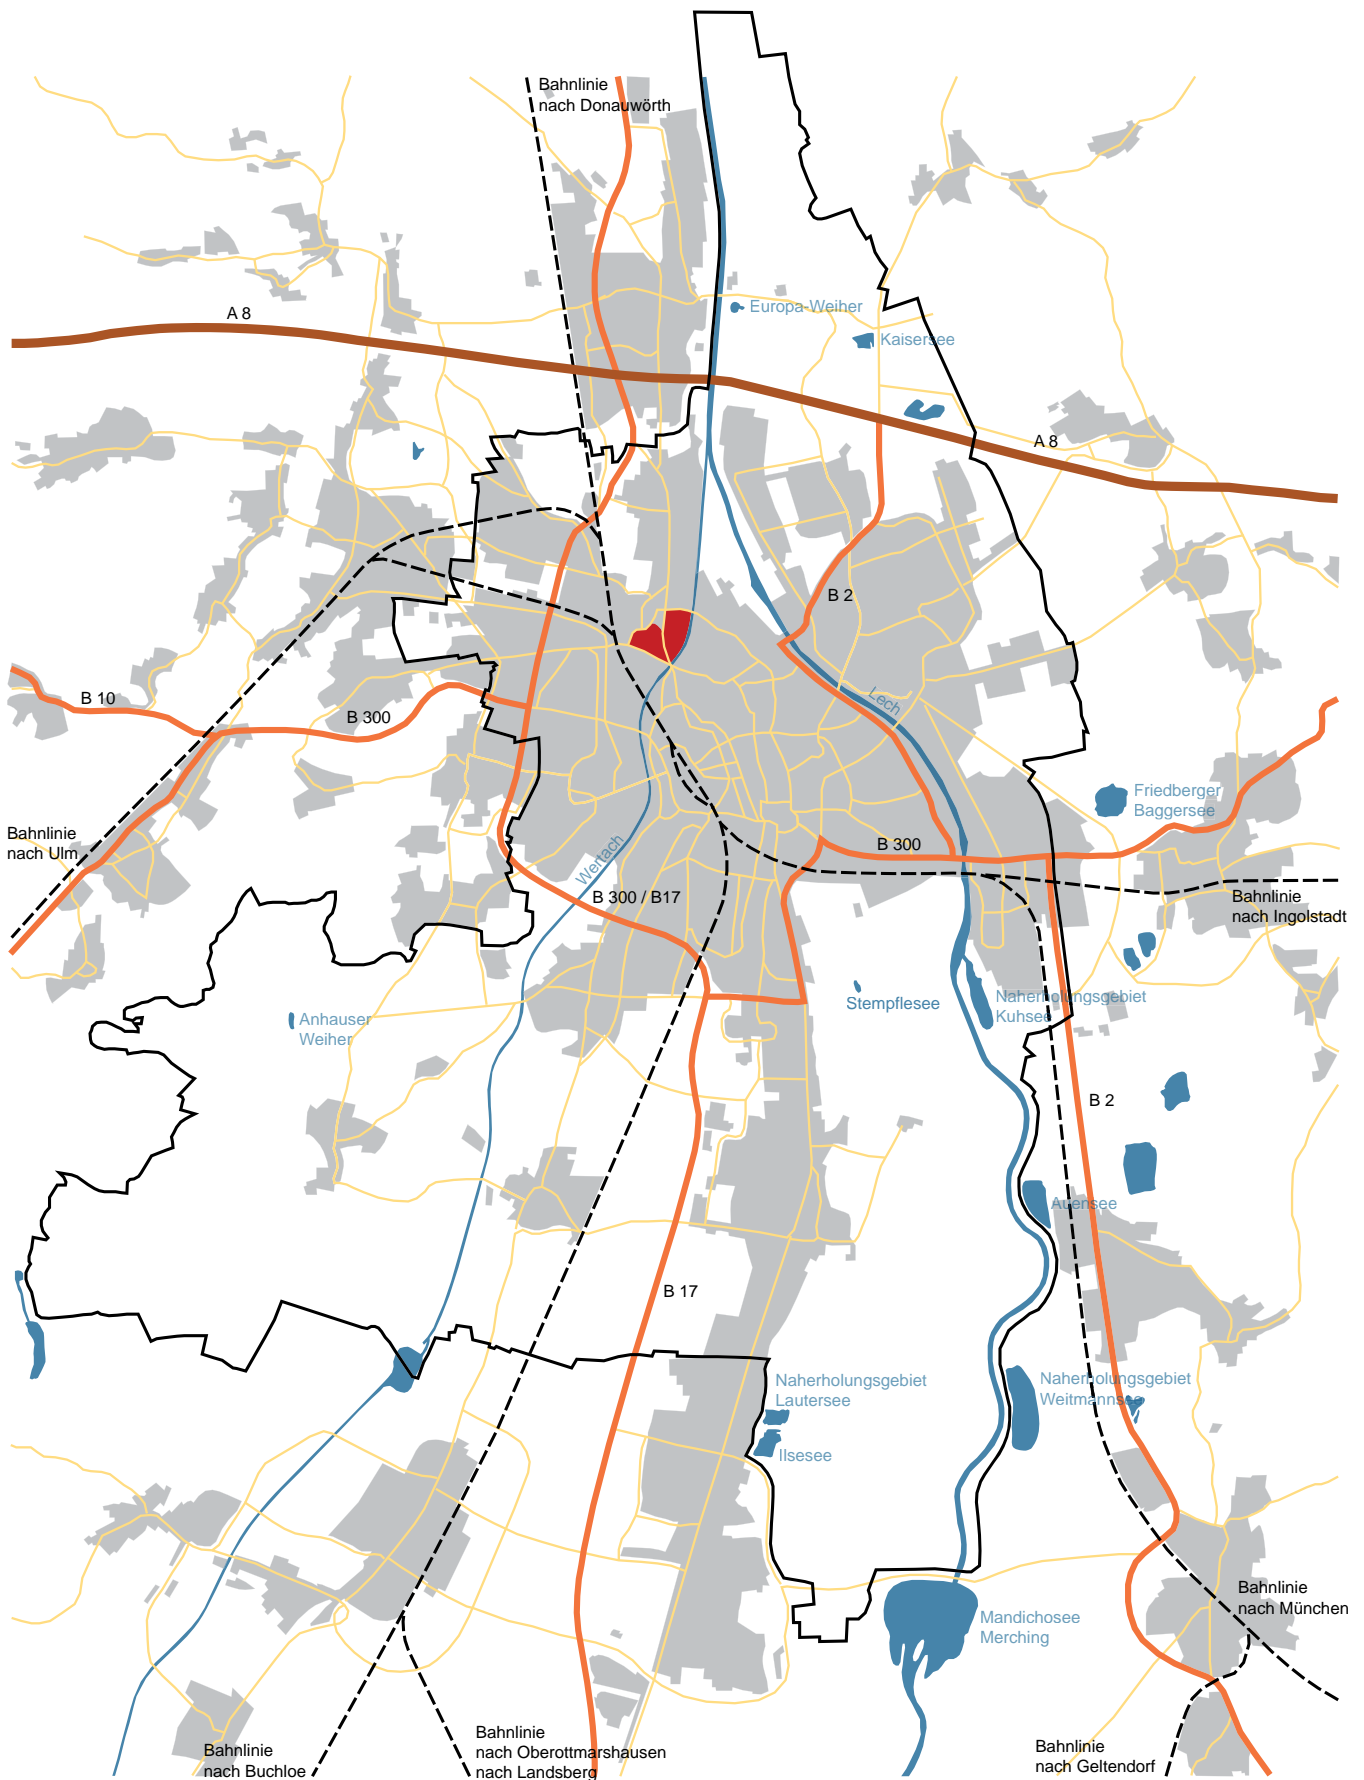 Bahnlinie
nach Donauwörth
Europa-Weiher
A 8
Kaisersee
A 8
B 2
B 10
B 300
Lech
Friedberger
Baggersee
Bahnlinie
nach Ulm
B 300
Wertach
B 300 / B17
Bahnlinie
nach Ingolstadt
Stempflesee
Naherholungsgebiet
Kuhsee
Anhauser
Weiher
B 2
Auensee
B 17
Naherholungsgebiet
Lautersee
Naherholungsgebiet
Weitmannsee
Ilsesee
Bahnlinie
nach München
Mandichosee
Merching
Bahnlinie
nach Buchloe
Bahnlinie
nach Oberottmarshausen
nach Landsberg
Bahnlinie
nach Geltendorf